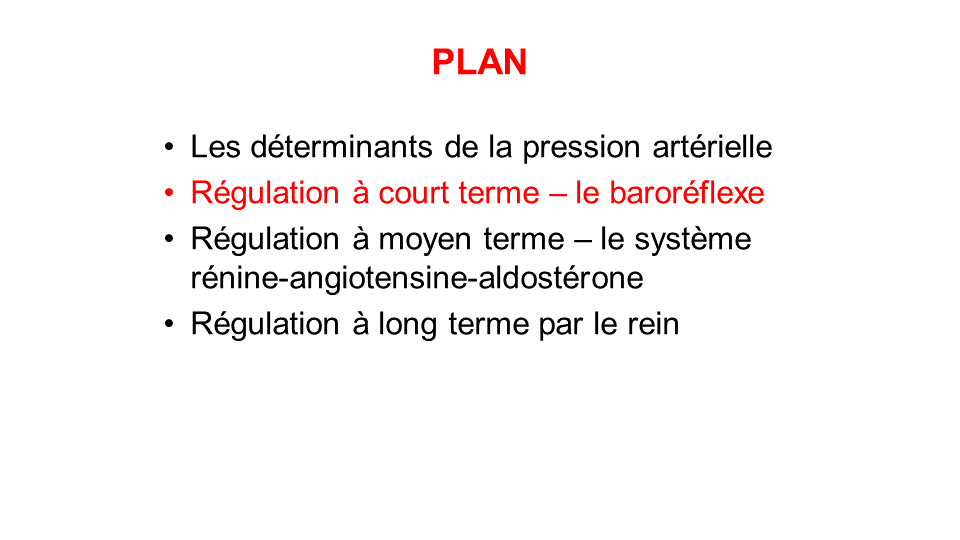 PLAN
• Les déterminants de la pression artérielle
• Régulation à court terme – le baroréflexe
• Régulation à moyen terme – le système
rénine-angiotensine-aldostérone
• Régulation à long terme par le rein